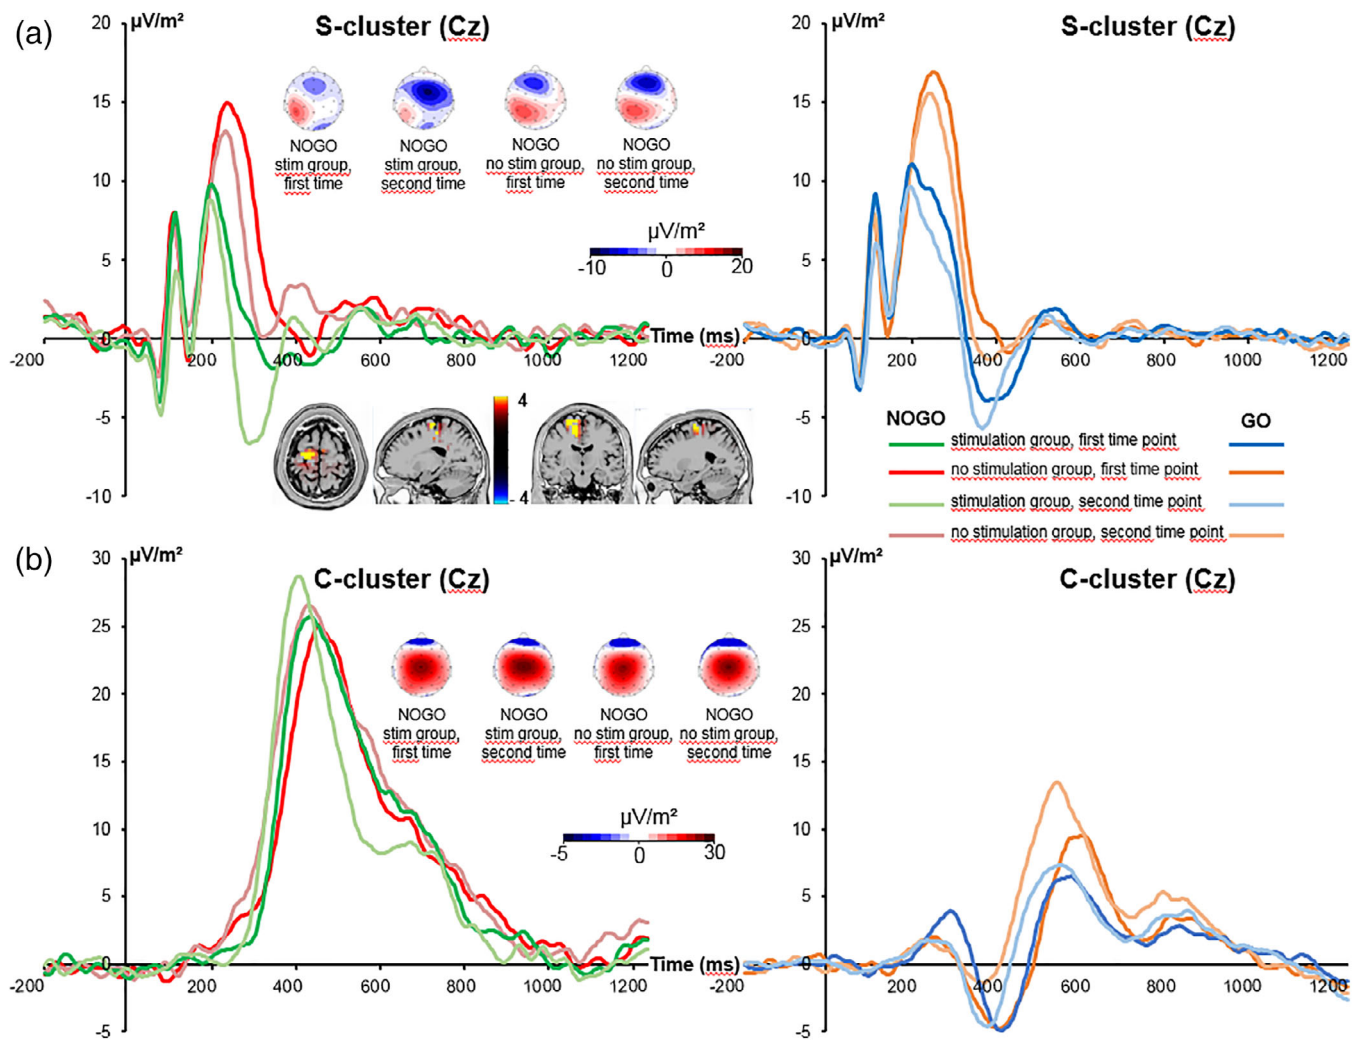 (a)
µV/m²
S-cluster (Cz)
20
15
10
5
0
-5
-10
-200
200
400
600
800
1000
1200
Time (ms)
NOGO
stim group,
first time
NOGO
stim group,
second time
NOGO
no stim group,
first time
NOGO
no stim group,
second time
µV/m²
-10
0
20
4
- 4
µV/m²
S-cluster (Cz)
20
15
10
5
0
-5
-10
-200
200
400
600
800
1000
1200
NOGO
GO
stimulation group, first time point
no stimulation group, first time point
stimulation group, second time point
no stimulation group, second time point
(b)
µV/m²
C-cluster (Cz)
30
25
20
15
10
5
0
-5
-200
200
400
600
800
1000
1200
Time (ms)
NOGO
stim group,
first time
NOGO
stim group,
second time
NOGO
no stim group,
first time
NOGO
no stim group,
second time
µV/m²
-5
0
30
µV/m²
C-cluster (Cz)
30
25
20
15
10
5
0
-5
-200
200
400
600
800
1000
1200